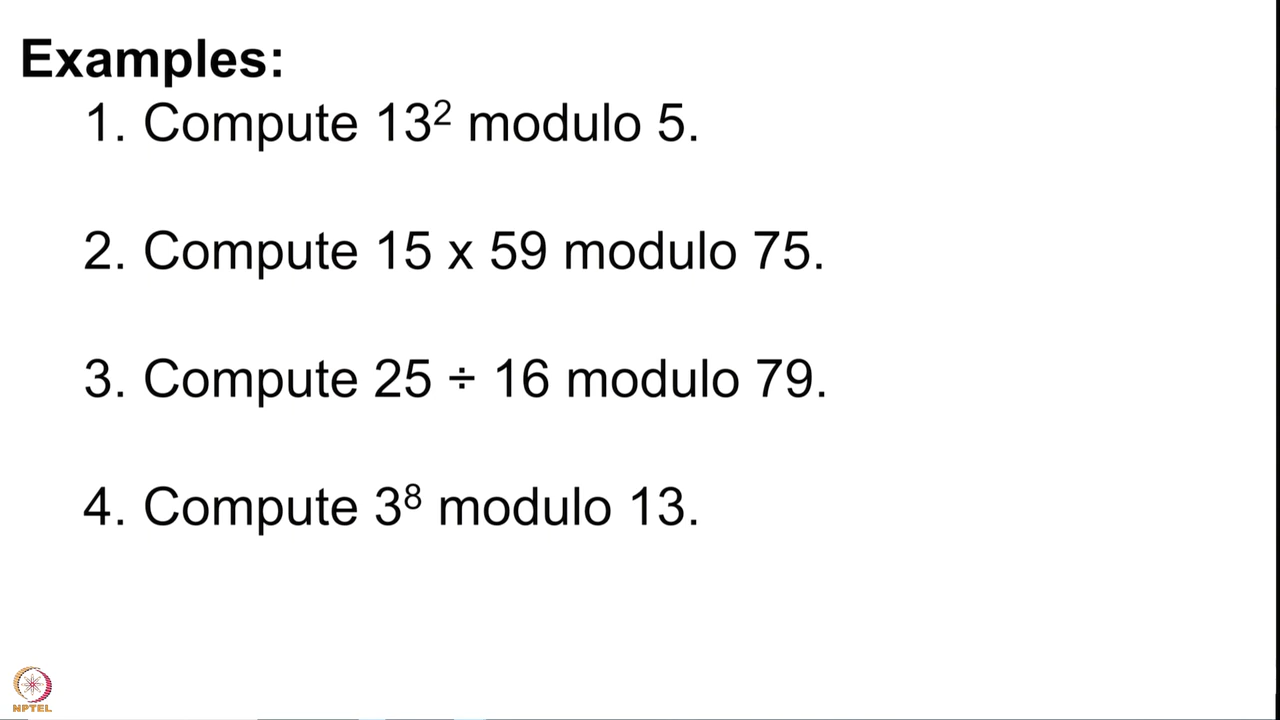 Examples:
1. Compute 13² modulo 5.
2. Compute 15 x 59 modulo 75.
3. Compute 25 ÷ 16 modulo 79.
4. Compute 3⁸ modulo 13.
NPTEL